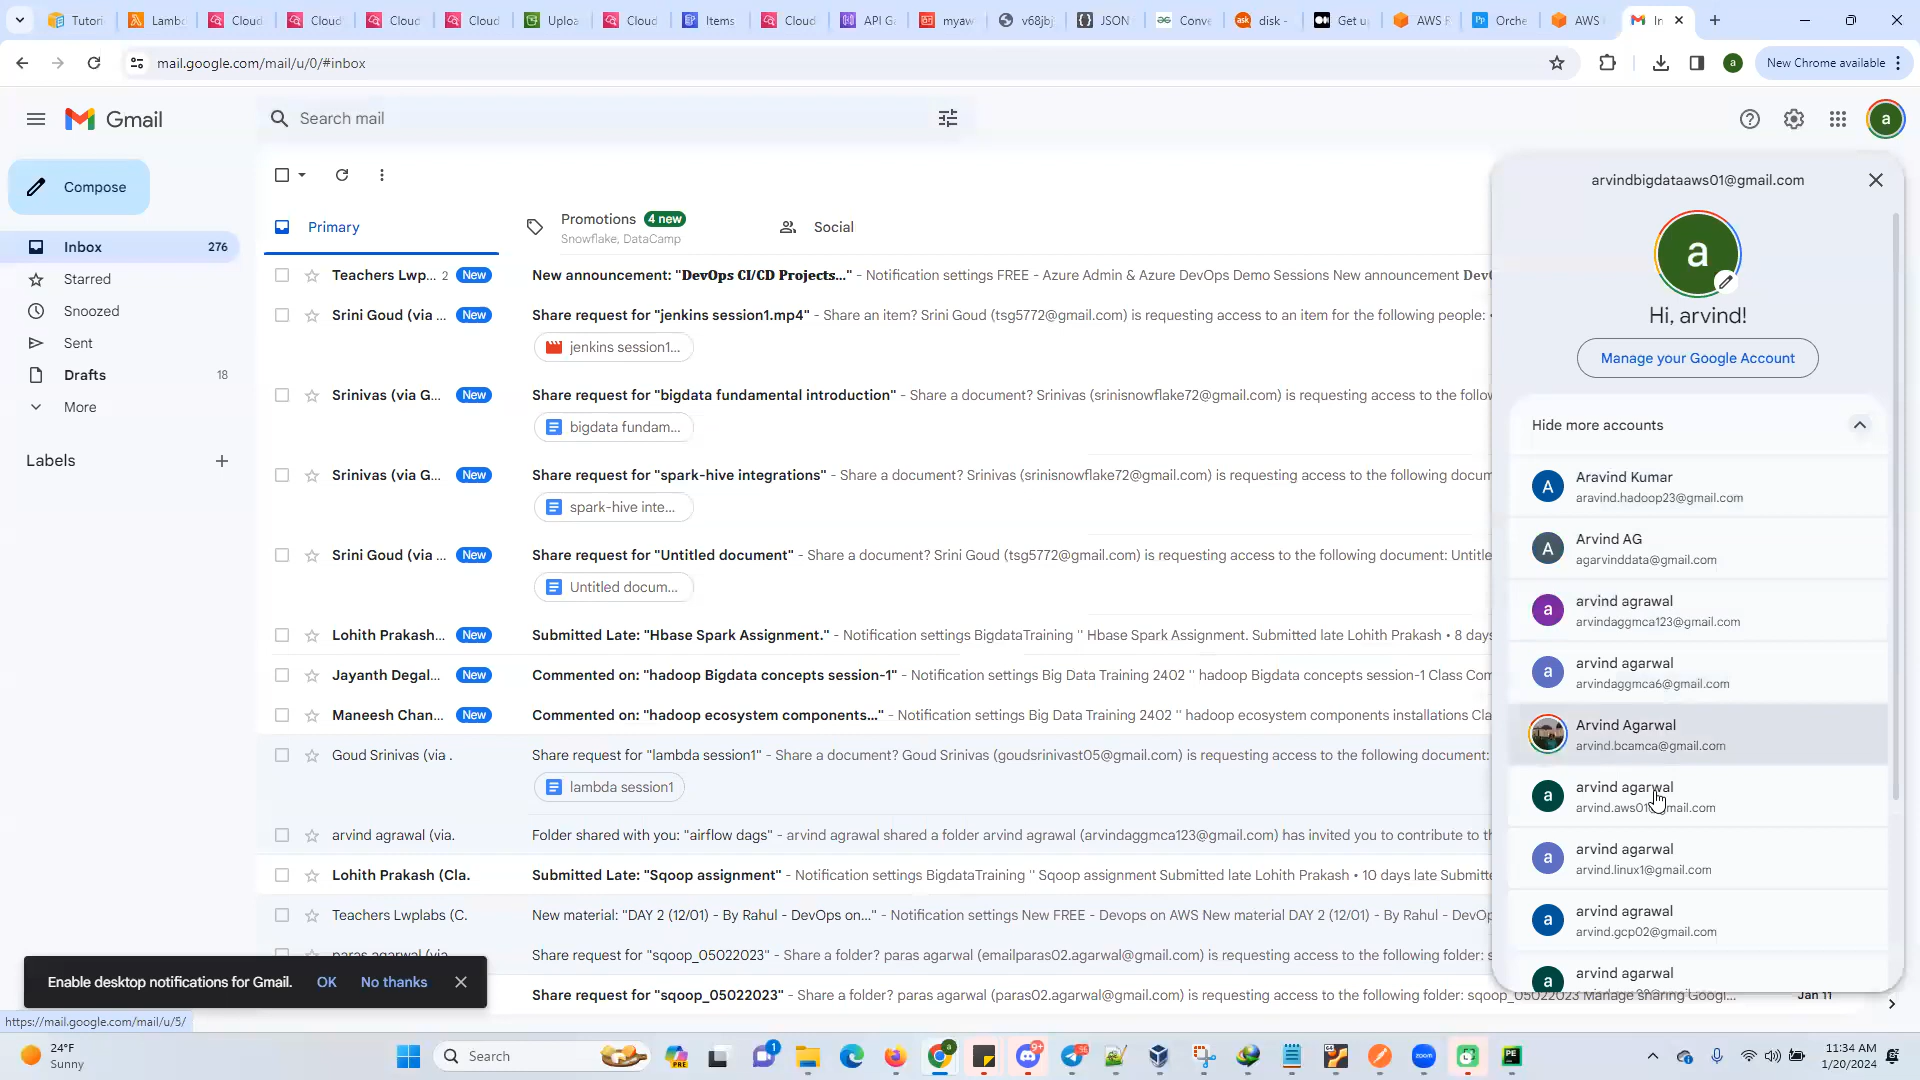 Tutori
Lamb
Cloud
Cloud
Cloud
Cloud
Uploa
Cloud
Items
Cloud
API G
myaw
v68jbj
JSON
Conve
disk -
Get u
AWS R
Orche
AWS
In
mail.google.com/mail/u/0/#inbox
New Chrome available
Gmail
Search mail
Compose
Inbox 276
Starred
Snoozed
Sent
Drafts 18
More
Labels
Primary
Promotions 4 new
Snowflake, DataCamp
Social
Teachers Lwp... 2 New New announcement: "DevOps CI/CD Projects..." - Notification settings FREE - Azure Admin & Azure DevOps Demo Sessions New announcement Dev
Srini Goud (via ... New Share request for "jenkins session1.mp4" - Share an item? Srini Goud (tsg5772@gmail.com) is requesting access to an item for the following people: •
jenkins session1...
Srinivas (via G... New Share request for "bigdata fundamental introduction" - Share a document? Srinivas (srinisnowflake72@gmail.com) is requesting access to the follow
bigdata fundam...
Srinivas (via G... New Share request for "spark-hive integrations" - Share a document? Srinivas (srinisnowflake72@gmail.com) is requesting access to the following docum
spark-hive inte...
Srini Goud (via ... New Share request for "Untitled document" - Share a document? Srini Goud (tsg5772@gmail.com) is requesting access to the following document: Untitle
Untitled docum...
Lohith Prakash... New Submitted Late: "Hbase Spark Assignment." - Notification settings BigdataTraining " Hbase Spark Assignment. Submitted late Lohith Prakash • 8 days
Jayanth Degal... New Commented on: "hadoop Bigdata concepts session-1" - Notification settings Big Data Training 2402 " hadoop Bigdata concepts session-1 Class Com
Maneesh Chan... New Commented on: "hadoop ecosystem components..." - Notification settings Big Data Training 2402 " hadoop ecosystem components installations Cla
Goud Srinivas (via . Share request for "lambda session1" - Share a document? Goud Srinivas (goudsrinivast05@gmail.com) is requesting access to the following document:
lambda session1
arvind agrawal (via. Folder shared with you: "airflow dags" - arvind agrawal shared a folder arvind agrawal (arvindaggmca123@gmail.com) has invited you to contribute to th
Lohith Prakash (Cla. Submitted Late: "Sqoop assignment" - Notification settings BigdataTraining " Sqoop assignment Submitted late Lohith Prakash • 10 days late Submitte
Teachers Lwplabs (C. New material: "DAY 2 (12/01) - By Rahul - DevOps on..." - Notification settings New FREE - Devops on AWS New material DAY 2 (12/01) - By Rahul - DevOp
paras agarwal (via Share request for "sqoop_05022023" - Share a folder? paras agarwal (emailparas02.agarwal@gmail.com) is requesting access to the following folder: s
Share request for "sqoop_05022023" - Share a folder? paras agarwal (paras02.agarwal@gmail.com) is requesting access to the following folder: sqoop_05022023 Manage sharing Googl... Jan 11
arvindbigdataaws01@gmail.com
a
Hi, arvind!
Manage your Google Account
Hide more accounts
A Aravind Kumar
aravind.hadoop23@gmail.com
A Arvind AG
agarvinddata@gmail.com
a arvind agrawal
arvindaggmca123@gmail.com
a arvind agarwal
arvindaggmca6@gmail.com
Arvind Agarwal
arvind.bcamca@gmail.com
a arvind agarwal
a arvind agarwal
arvind.linux1@gmail.com
a arvind agrawal
arvind.gcp02@gmail.com
a arvind agarwal
Enable desktop notifications for Gmail. OK No thanks
https://mail.google.com/mail/u/5/
24°F
Sunny
Search
11:34 AM
1/20/2024